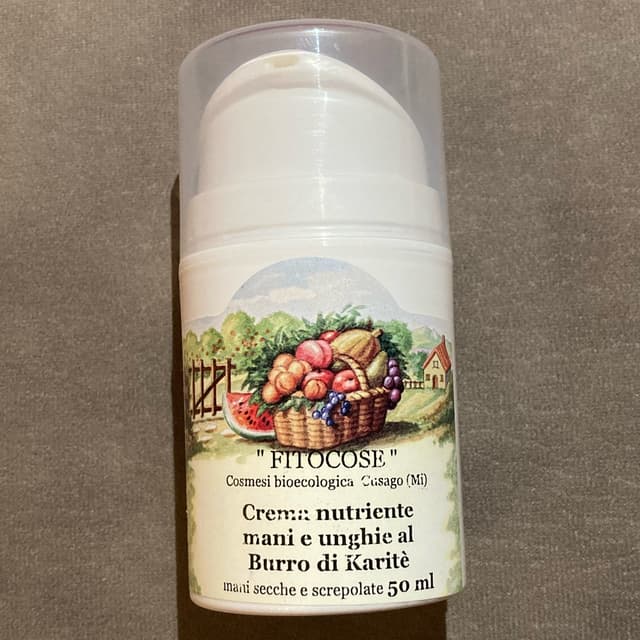 " FITOCOSE "
Cosmesi bioecologica Cusago (Mi)
Crema nutriente
mani e unghie al
Burro di Karitè
mani secche e screpolate 50 ml